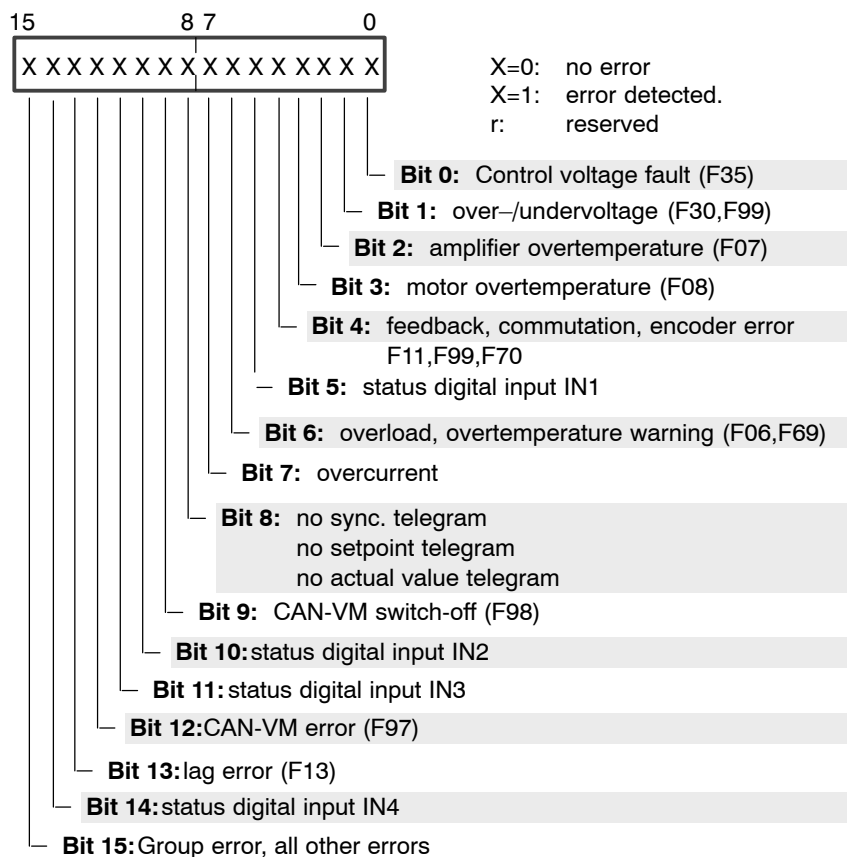 15 8 7 0
X X X X X X X X X X X X X X X X
X=0: no error
X=1: error detected.
r: reserved
Bit 0: Control voltage fault (F35)
Bit 1: over–/undervoltage (F30,F99)
Bit 2: amplifier overtemperature (F07)
Bit 3: motor overtemperature (F08)
Bit 4: feedback, commutation, encoder error
F11,F99,F70
Bit 5: status digital input IN1
Bit 6: overload, overtemperature warning (F06,F69)
Bit 7: overcurrent
Bit 8: no sync. telegram
no setpoint telegram
no actual value telegram
Bit 9: CAN-VM switch-off (F98)
Bit 10: status digital input IN2
Bit 11: status digital input IN3
Bit 12: CAN-VM error (F97)
Bit 13: lag error (F13)
Bit 14: status digital input IN4
Bit 15: Group error, all other errors